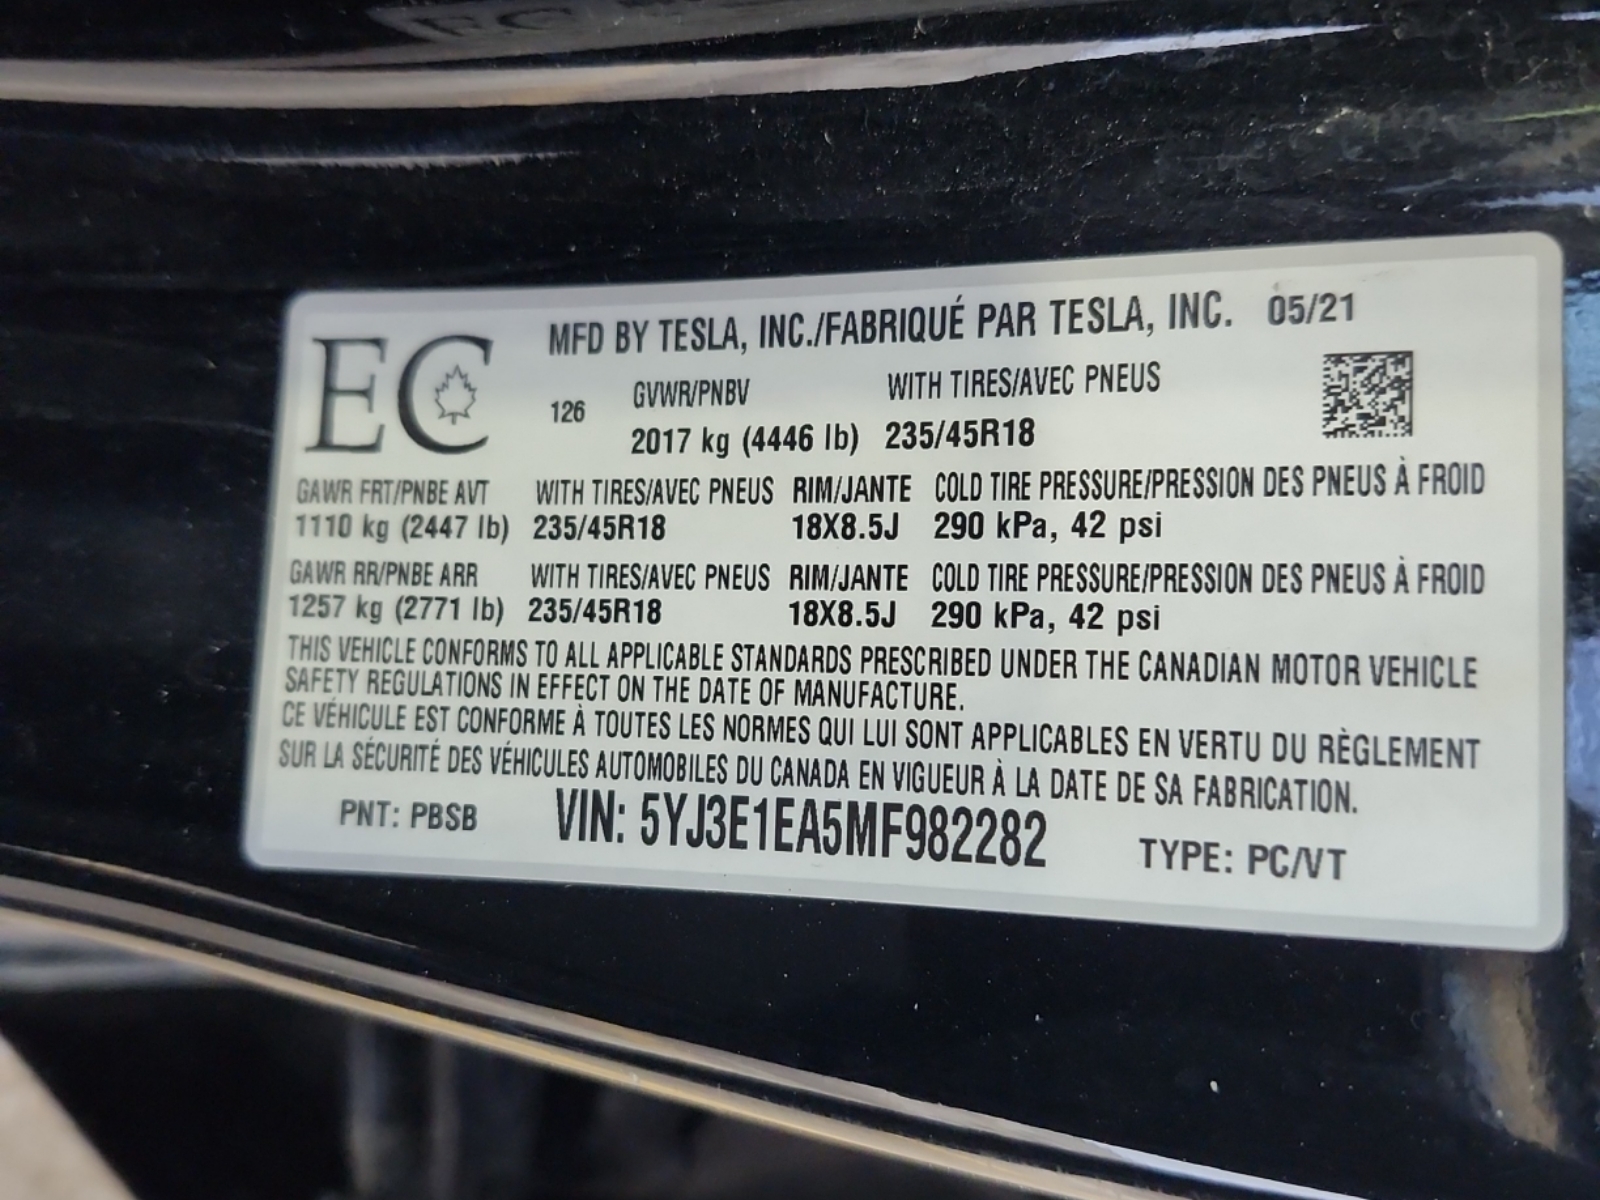 EC
MFD BY TESLA, INC./FABRIQUÉ PAR TESLA, INC. 05/21
126 GVWR/PNBV WITH TIRES/AVEC PNEUS
2017 kg (4446 lb) 235/45R18
GAWR FRT/PNBE AVT WITH TIRES/AVEC PNEUS RIM/JANTE COLD TIRE PRESSURE/PRESSION DES PNEUS À FROID
1110 kg (2447 lb) 235/45R18 18X8.5J 290 kPa, 42 psi
GAWR RR/PNBE ARR WITH TIRES/AVEC PNEUS RIM/JANTE COLD TIRE PRESSURE/PRESSION DES PNEUS À FROID
1257 kg (2771 lb) 235/45R18 18X8.5J 290 kPa, 42 psi
THIS VEHICLE CONFORMS TO ALL APPLICABLE STANDARDS PRESCRIBED UNDER THE CANADIAN MOTOR VEHICLE
SAFETY REGULATIONS IN EFFECT ON THE DATE OF MANUFACTURE.
CE VÉHICULE EST CONFORME À TOUTES LES NORMES QUI LUI SONT APPLICABLES EN VERTU DU RÈGLEMENT
SUR LA SÉCURITÉ DES VÉHICULES AUTOMOBILES DU CANADA EN VIGUEUR À LA DATE DE SA FABRICATION.
PNT: PBSB VIN: 5YJ3E1EA5MF982282 TYPE: PC/VT